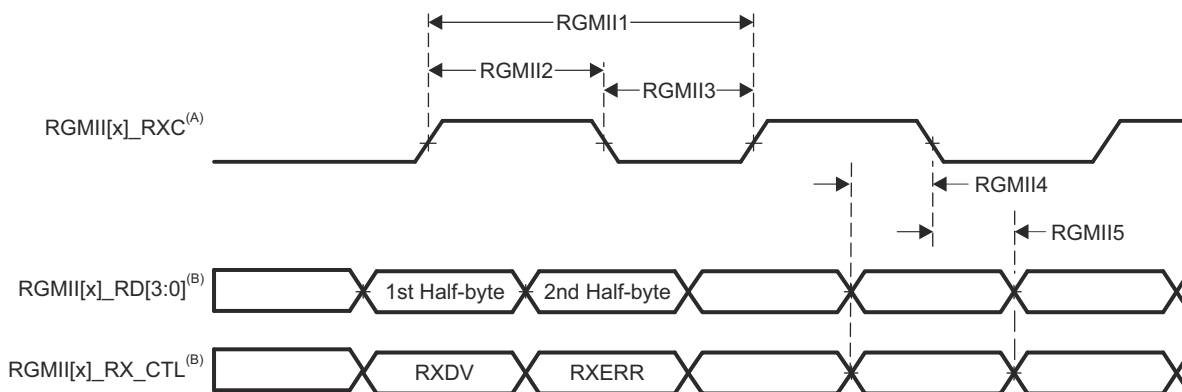 RGMII1
RGMII2
RGMII3
RGMII[x]_RXC(A)
RGMII4
RGMII5
RGMII[x]_RD[3:0](B)
1st Half-byte
2nd Half-byte
RGMII[x]_RX_CTL(B)
RXDV
RXERR